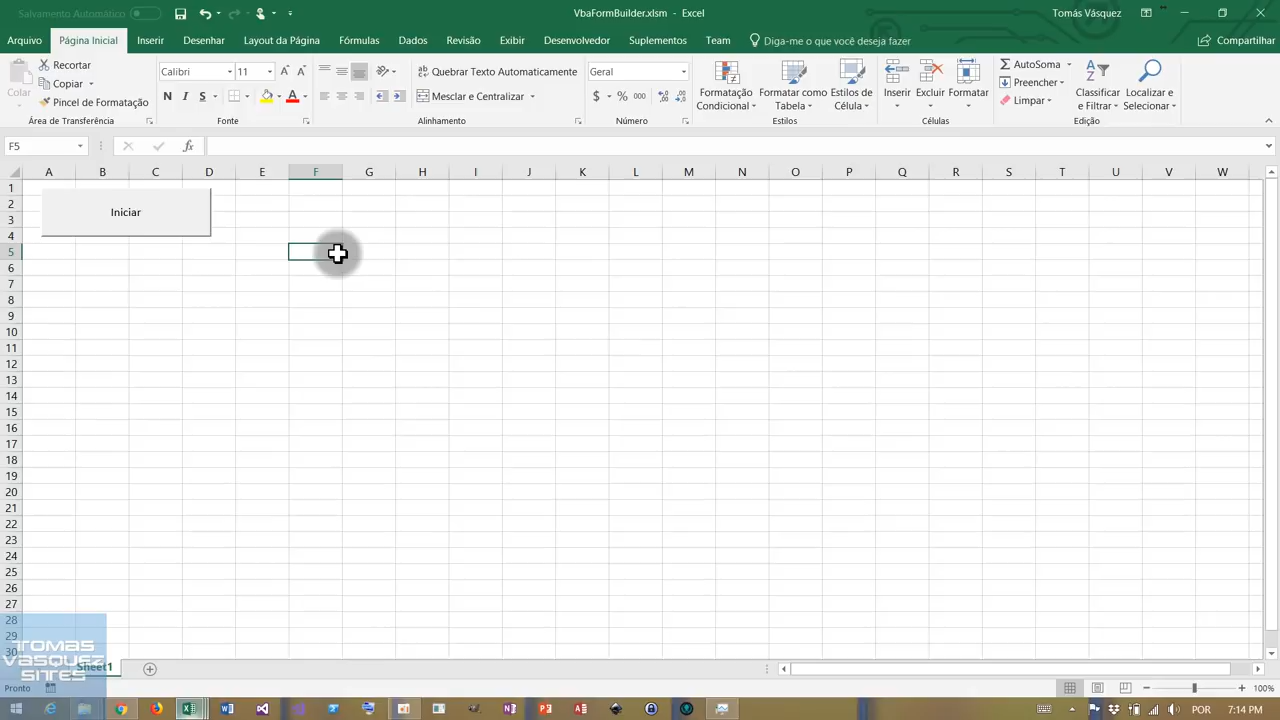 Salvamento Automático
VbaFormBuilder.xlsm - Excel
Tomás Vásquez
Arquivo Página Inicial Inserir Desenhar Layout da Página Fórmulas Dados Revisão Exibir Desenvolvedor Suplementos Team Diga-me o que você deseja fazer Compartilhar
Colar
Recortar
Copiar
Pincel de Formatação
Área de Transferência
Calibri 11
N I S
Fonte
Quebrar Texto Automaticamente
Mesclar e Centralizar
Alinhamento
Geral
$ % 000
Número
Formatação Condicional
Formatar como Tabela
Estilos de Célula
Estilos
Inserir Excluir Formatar
Células
AutoSoma
Preencher
Limpar
Classificar e Filtrar
Localizar e Selecionar
Edição
F5 fx
A B C D E F G H I J K L M N O P Q R S T U V W
1
Iniciar
2
3
4
5
6
7
8
9
10
11
12
13
14
15
16
17
18
19
20
21
22
23
24
25
26
27
28
29
30
TOMAS
VASQUEZ
SITES
Sheet1
Pronto
100%
POR 7:14 PM